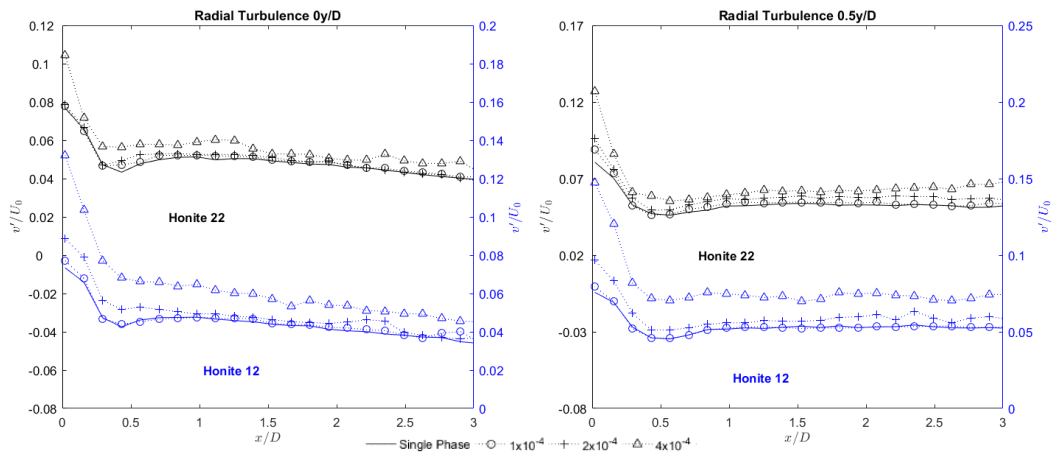 Radial Turbulence 0y/D
0.12
0.1
0.08
0.06
0.04
0.02
0
-0.02
-0.04
-0.06
-0.08
v'/U0
0.2
0.18
0.16
0.14
0.12
0.1
0.08
0.06
0.04
0.02
0
v'/U0
Honite 22
Honite 12
0 0.5 1 1.5 2 2.5 3
x/D
Radial Turbulence 0.5y/D
0.17
0.12
0.07
0.02
-0.03
-0.08
v'/U0
0.25
0.2
0.15
0.1
0.05
0
v'/U0
Honite 22
Honite 12
0 0.5 1 1.5 2 2.5 3
x/D
Single Phase 1x10-4 2x10-4 4x10-4